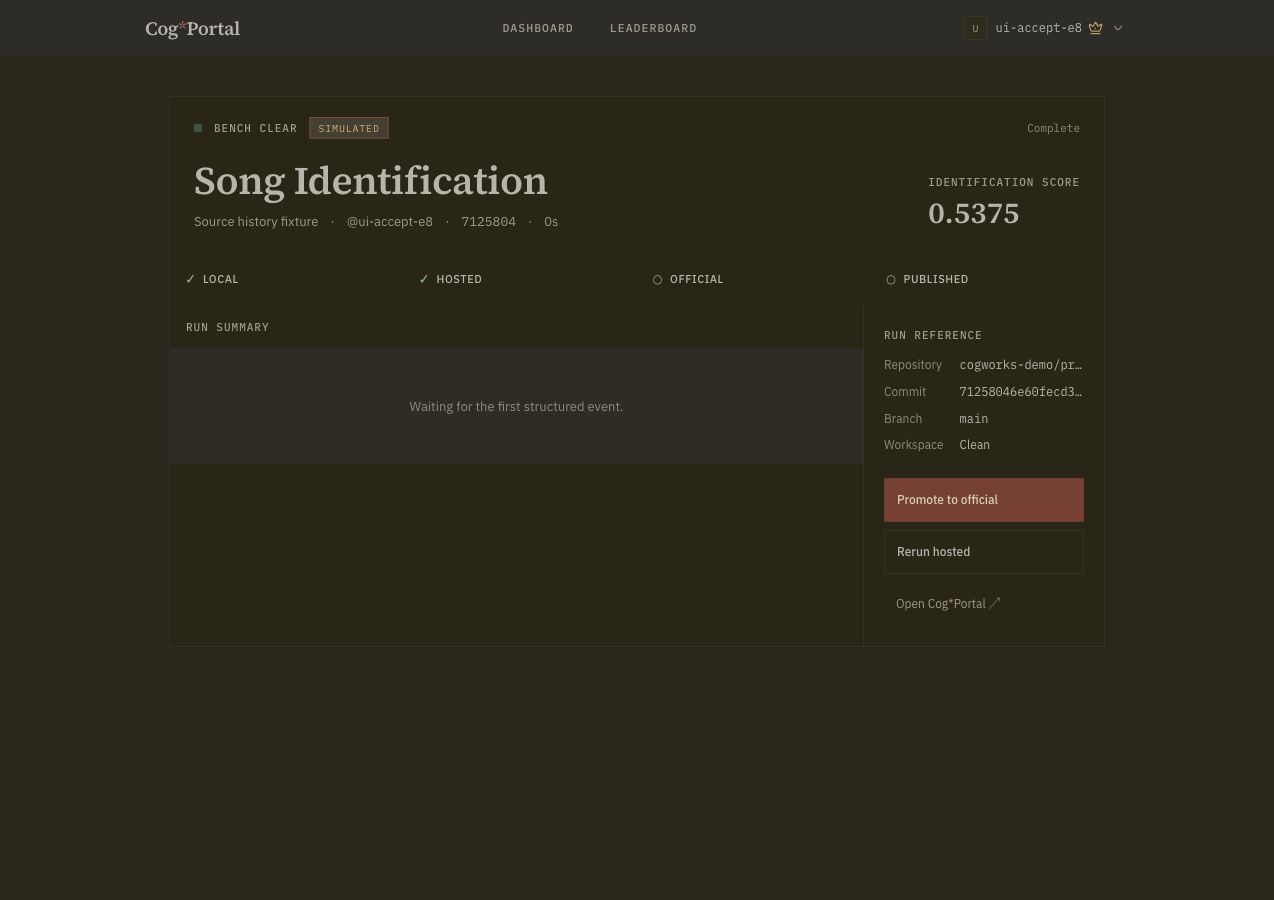 Cog*Portal
DASHBOARD
LEADERBOARD
U
ui-accept-e8
BENCH CLEAR
SIMULATED
Complete
Song Identification
Source history fixture · @ui-accept-e8 · 7125804 · 0s
IDENTIFICATION SCORE
0.5375
✓ LOCAL
✓ HOSTED
○ OFFICIAL
○ PUBLISHED
RUN SUMMARY
Waiting for the first structured event.
RUN REFERENCE
Repository cogworks-demo/pr…
Commit 71258046e60fecd3…
Branch main
Workspace Clean
Promote to official
Rerun hosted
Open Cog*Portal ↗